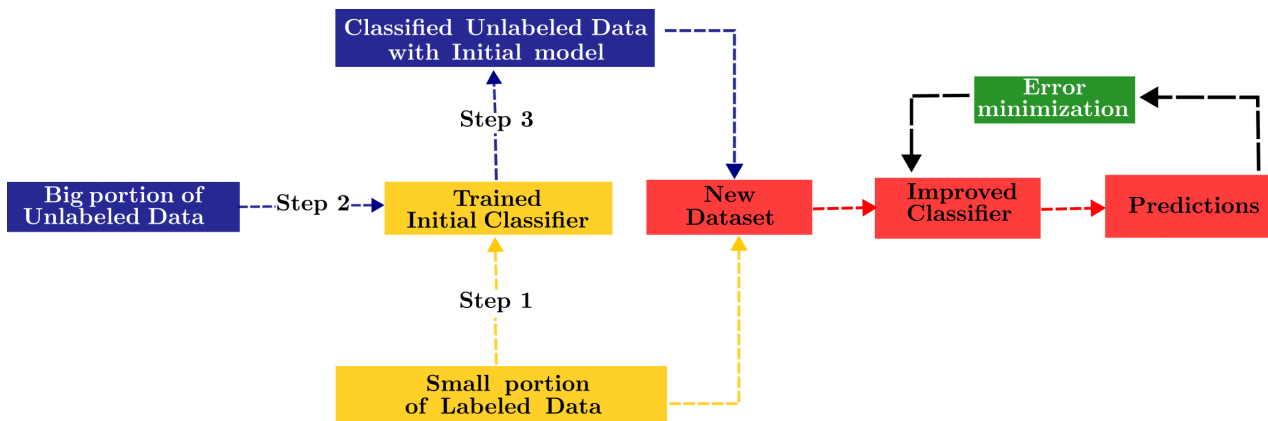 Classified Unlabeled Data
with Initial model
Error
minimization
Step 3
Big portion of
Unlabeled Data
Step 2
Trained
Initial Classifier
New
Dataset
Improved
Classifier
Predictions
Step 1
Small portion
of Labeled Data